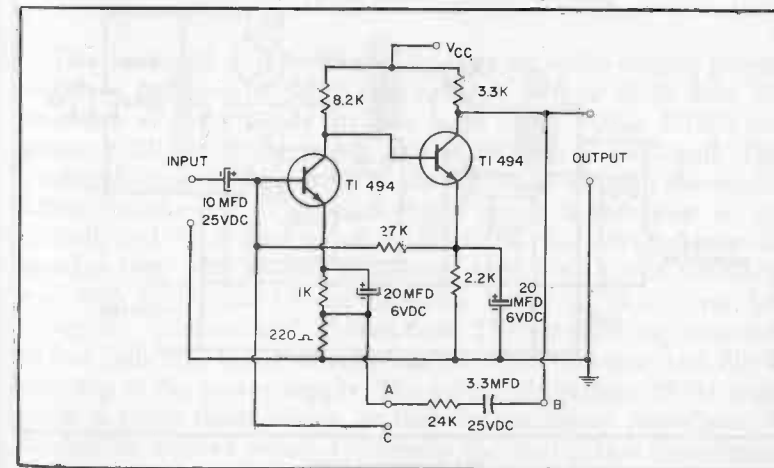 VCC
8.2K
3.3K
INPUT
TI 494
TI 494
OUTPUT
10 MFD
25VDC
27K
1K
20 MFD
6VDC
2.2K
20
MFD
6VDC
220 Ω
A
3.3MFD
B
24K
25VDC
C